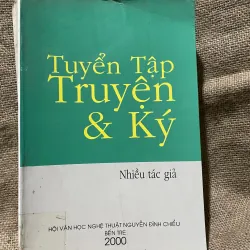 Tuyển Tập
Truyện
& Ký
Nhiều tác giả
HỘI VĂN HỌC NGHỆ THUẬT NGUYỄN ĐÌNH CHIỂU
BẾN TRE
2000